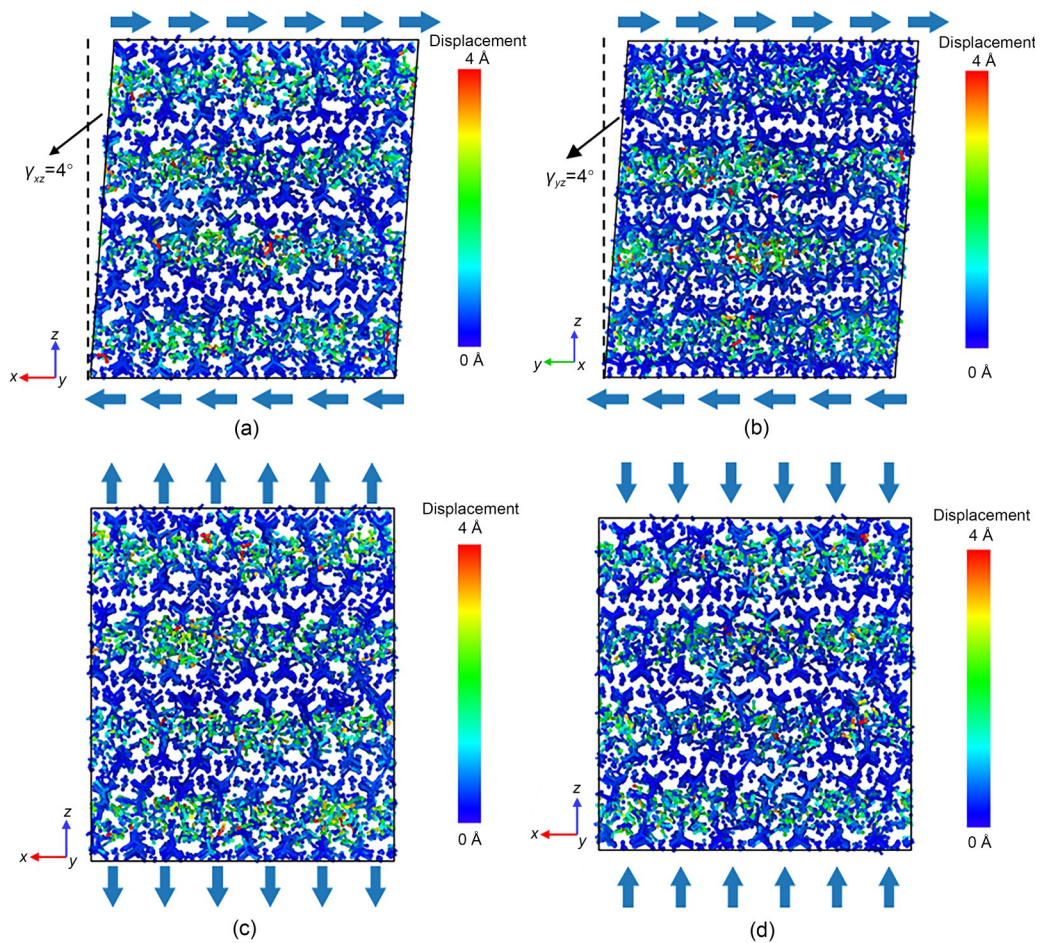 Displacement
4 Å
γxz=4°
0 Å
z
x
y
(a)
Displacement
4 Å
γyz=4°
0 Å
z
y
x
(b)
Displacement
4 Å
0 Å
z
x
y
(c)
Displacement
4 Å
0 Å
z
x
y
(d)